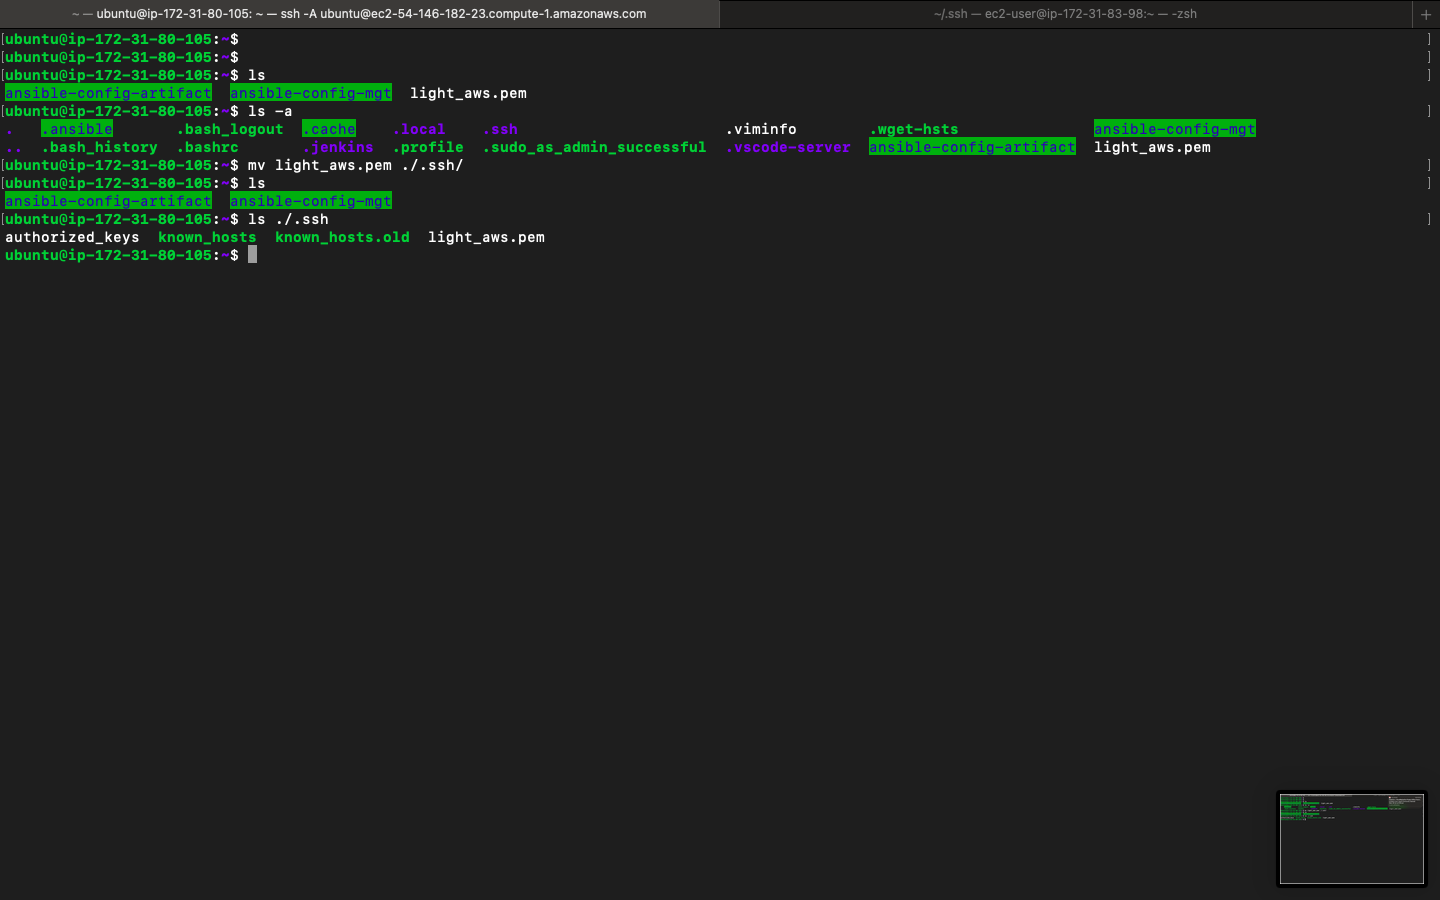 ~ — ubuntu@ip-172-31-80-105: ~ — ssh -A ubuntu@ec2-54-146-182-23.compute-1.amazonaws.com
~/.ssh — ec2-user@ip-172-31-83-98:~ — -zsh
+
[ubuntu@ip-172-31-80-105:~$ ]
[ubuntu@ip-172-31-80-105:~$ ]
[ubuntu@ip-172-31-80-105:~$ ls ]
ansible-config-artifact  ansible-config-mgt  light_aws.pem
[ubuntu@ip-172-31-80-105:~$ ls -a ]
.   .ansible       .bash_logout  .cache    .local    .ssh                       .viminfo        .wget-hsts               ansible-config-mgt
..  .bash_history  .bashrc       .jenkins  .profile  .sudo_as_admin_successful  .vscode-server  ansible-config-artifact  light_aws.pem
[ubuntu@ip-172-31-80-105:~$ mv light_aws.pem ./.ssh/ ]
[ubuntu@ip-172-31-80-105:~$ ls ]
ansible-config-artifact  ansible-config-mgt
[ubuntu@ip-172-31-80-105:~$ ls ./.ssh ]
authorized_keys  known_hosts  known_hosts.old  light_aws.pem
ubuntu@ip-172-31-80-105:~$